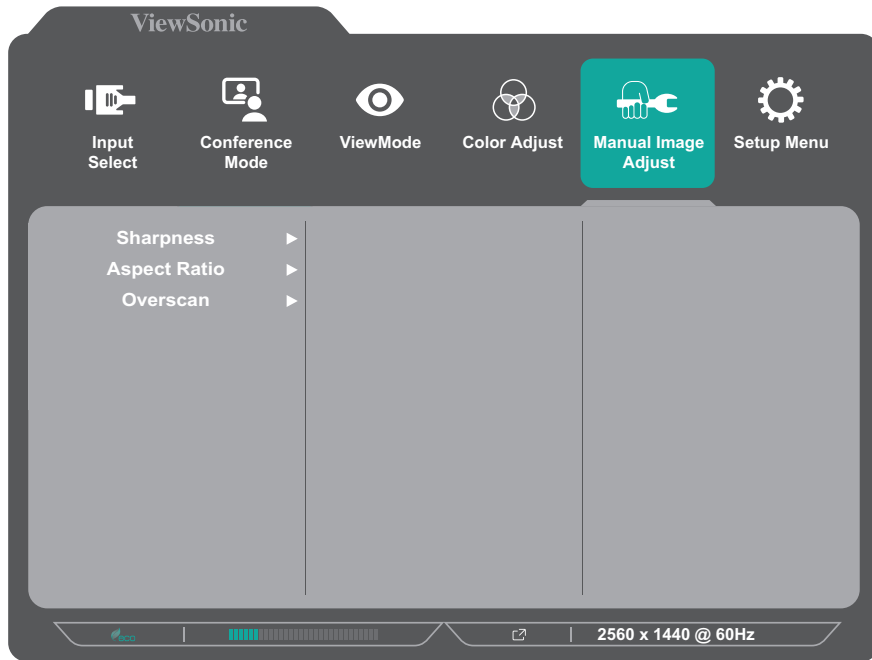 ViewSonic
Input
Select
Conference
Mode
ViewMode
Color Adjust
Manual Image
Adjust
Setup Menu
Sharpness
Aspect Ratio
Overscan
eco
2560 x 1440 @ 60Hz